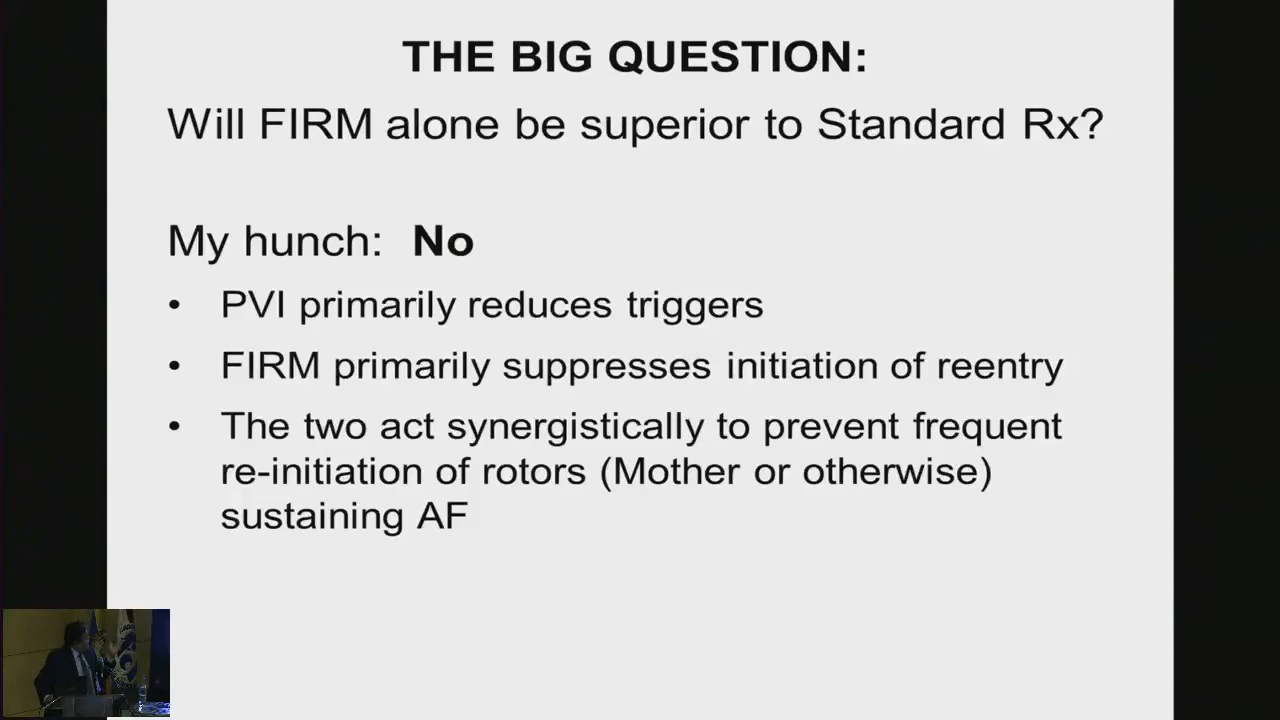 THE BIG QUESTION:
Will FIRM alone be superior to Standard Rx?
My hunch: No
• PVI primarily reduces triggers
• FIRM primarily suppresses initiation of reentry
• The two act synergistically to prevent frequent
re-initiation of rotors (Mother or otherwise)
sustaining AF